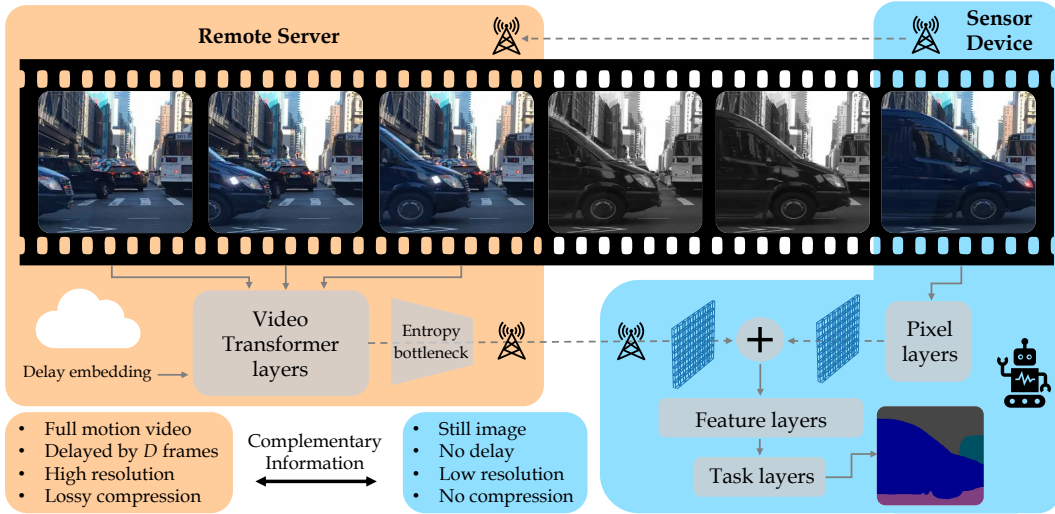 Remote Server
Sensor
Device
Video
Transformer
layers
Entropy
bottleneck
Delay embedding
Pixel
layers
+
Feature layers
Task layers
• Full motion video
• Delayed by D frames
• High resolution
• Lossy compression
Complementary
Information
• Still image
• No delay
• Low resolution
• No compression